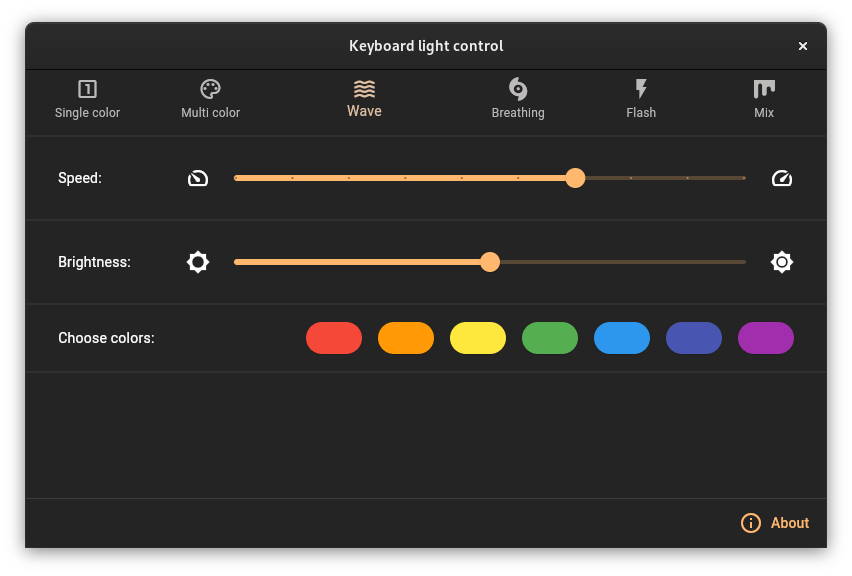 Keyboard light control
1
Single color
Multi color
Wave
Breathing
Flash
Mix
Speed:
Brightness:
Choose colors:
About